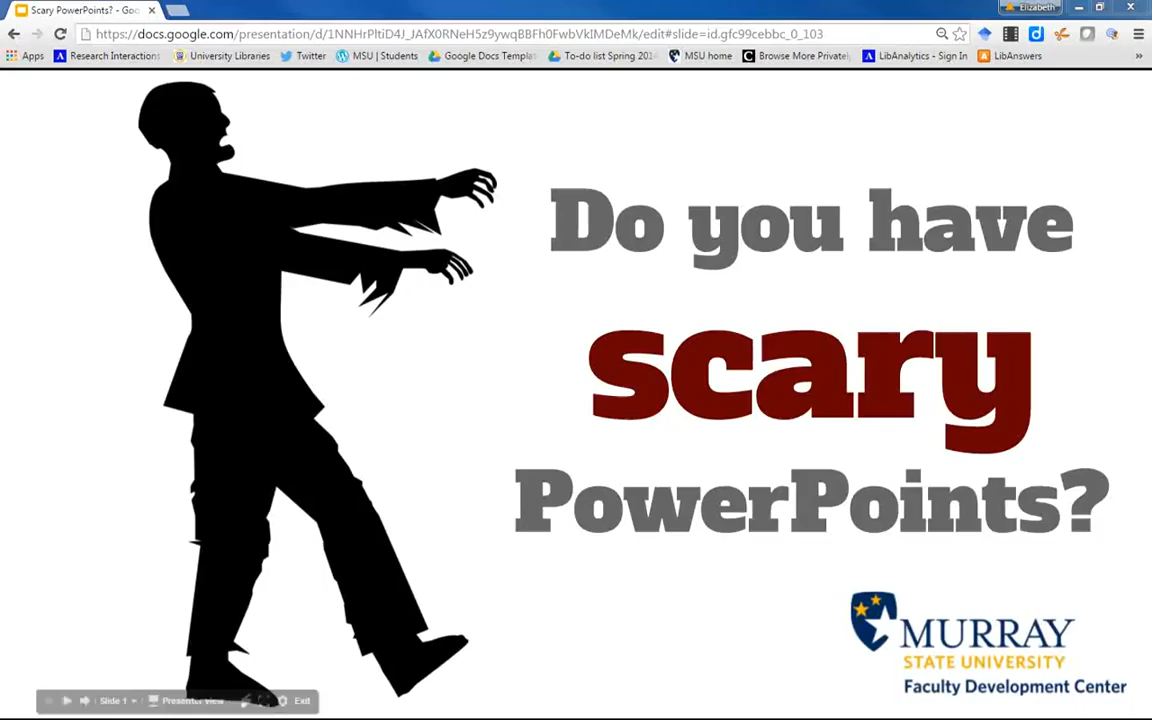 Scary PowerPoints? - Goo
Elizabeth
https://docs.google.com/presentation/d/1NNHrPltiD4J_JAfX0RNeH5z9ywqBBFh0FwbVkIMDeMk/edit#slide=id.gfc99cebbc_0_103
Apps Research Interactions University Libraries Twitter MSU | Students Google Docs Templat To-do list Spring 201 MSU home Browse More Privatel LibAnalytics - Sign In LibAnswers
Do you have
scary
PowerPoints?
MURRAY
STATE UNIVERSITY
Faculty Development Center
Slide 1 Presenter view Exit